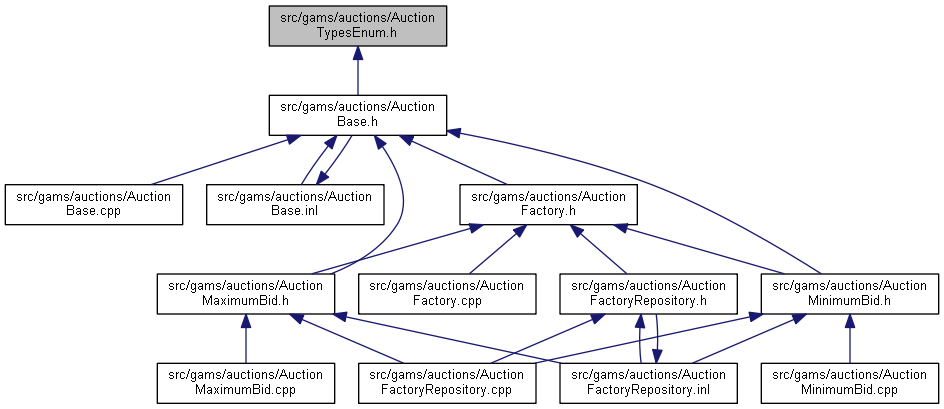 src/gams/auctions/Auction
TypesEnum.h
src/gams/auctions/Auction
Base.h
src/gams/auctions/Auction
Base.cpp
src/gams/auctions/Auction
Base.inl
src/gams/auctions/Auction
Factory.h
src/gams/auctions/Auction
MaximumBid.h
src/gams/auctions/Auction
Factory.cpp
src/gams/auctions/Auction
FactoryRepository.h
src/gams/auctions/Auction
MinimumBid.h
src/gams/auctions/Auction
MaximumBid.cpp
src/gams/auctions/Auction
FactoryRepository.cpp
src/gams/auctions/Auction
FactoryRepository.inl
src/gams/auctions/Auction
MinimumBid.cpp